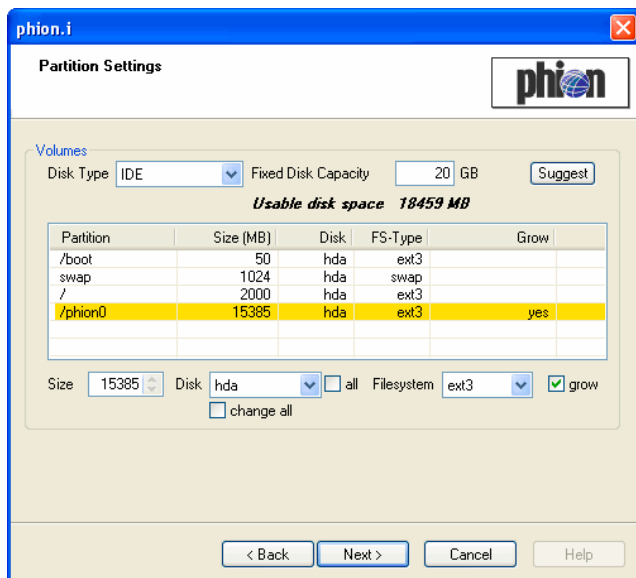 phion.i
Partition Settings
phion
Volumes
Disk Type IDE Fixed Disk Capacity 20 GB Suggest
Usable disk space 18459 MB
Partition Size (MB) Disk FS-Type Grow
/boot 50 hda ext3
swap 1024 hda swap
/ 2000 hda ext3
/phion0 15385 hda ext3 yes
Size 15385 Disk hda all Filesystem ext3 grow
change all
< Back Next > Cancel Help